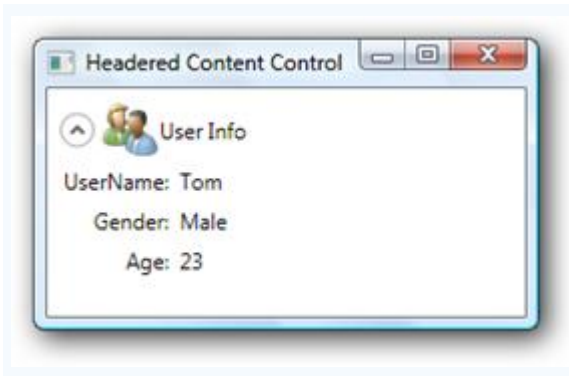 Headered Content Control
User Info
UserName: Tom
Gender: Male
Age: 23